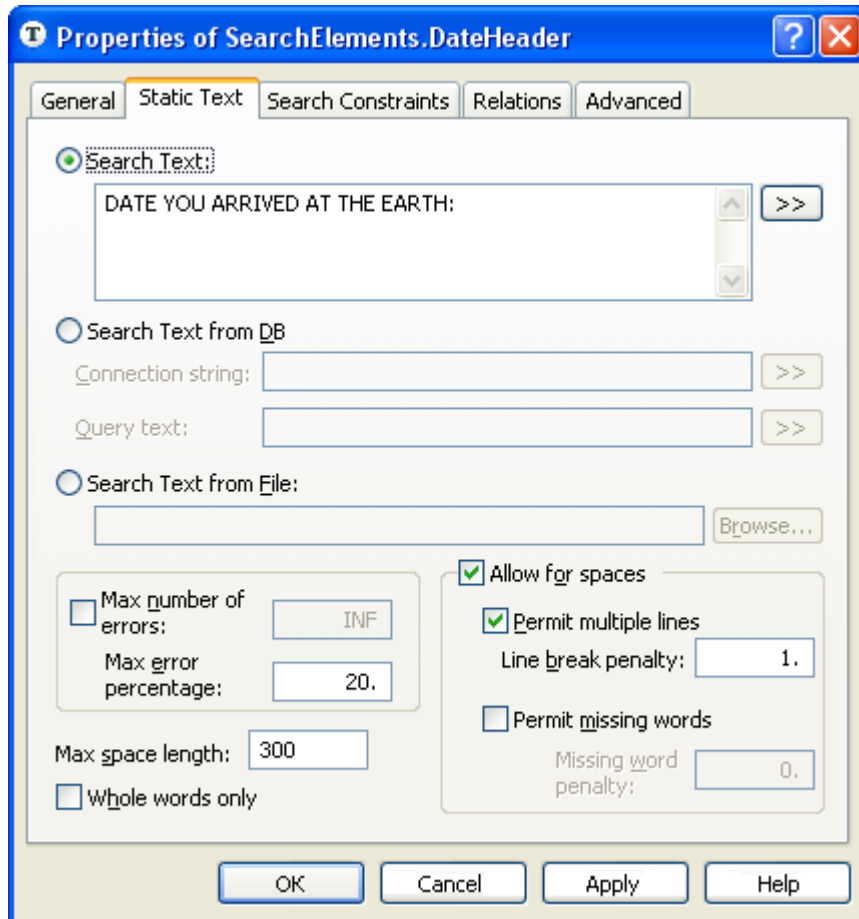 T Properties of SearchElements.DateHeader ?
General Static Text Search Constraints Relations Advanced
Search Text:
DATE YOU ARRIVED AT THE EARTH:
>>
Search Text from DB
Connection string: >>
Query text: >>
Search Text from File:
Browse...
Max number of
errors: INF
Max error
percentage: 20.
Max space length: 300
Whole words only
Allow for spaces
Permit multiple lines
Line break penalty: 1.
Permit missing words
Missing word
penalty: 0.
OK Cancel Apply Help